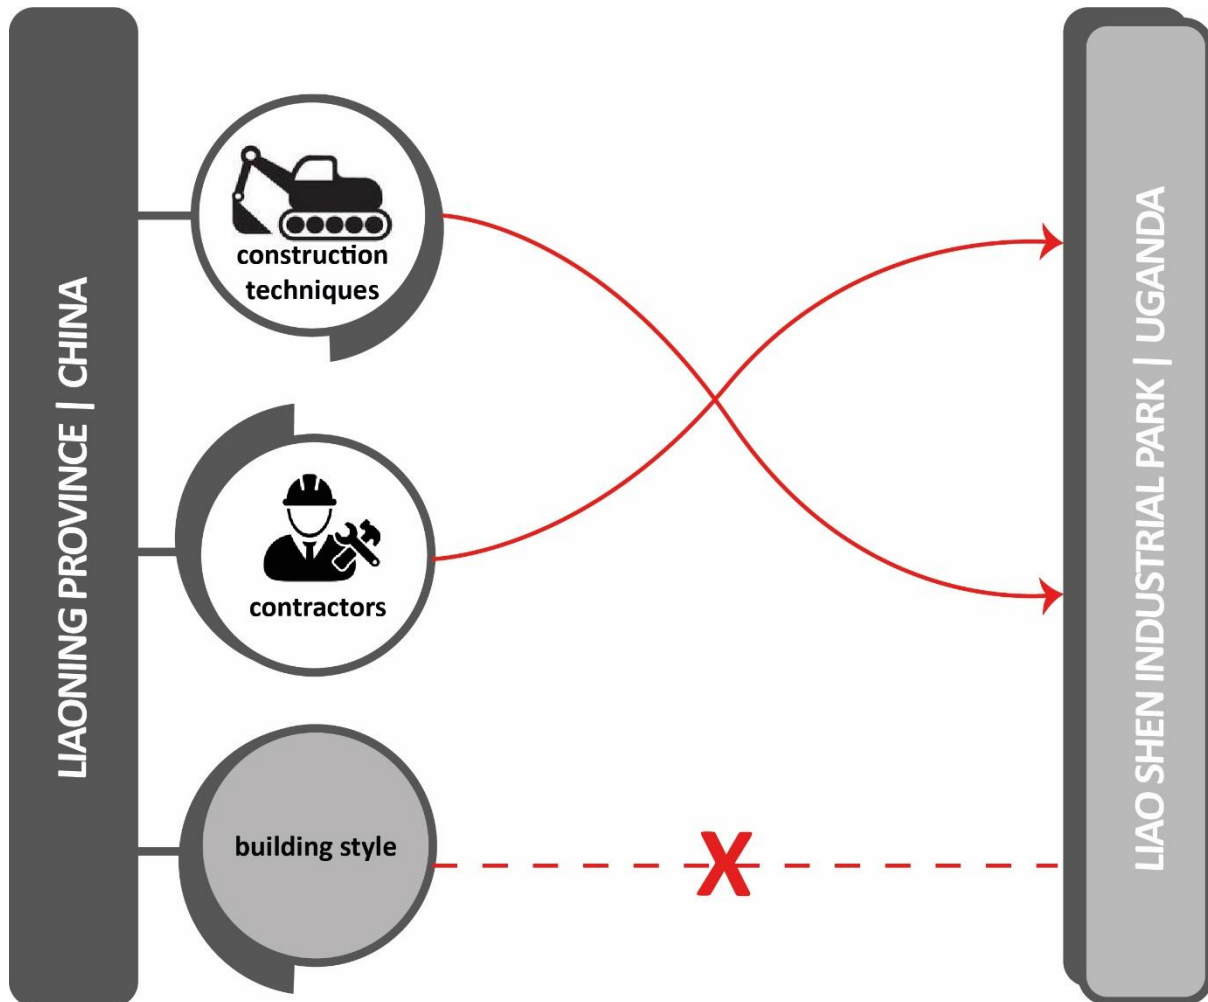 LIAONING PROVINCE | CHINA
construction
techniques
contractors
building style
X
LIAO SHEN INDUSTRIAL PARK | UGANDA